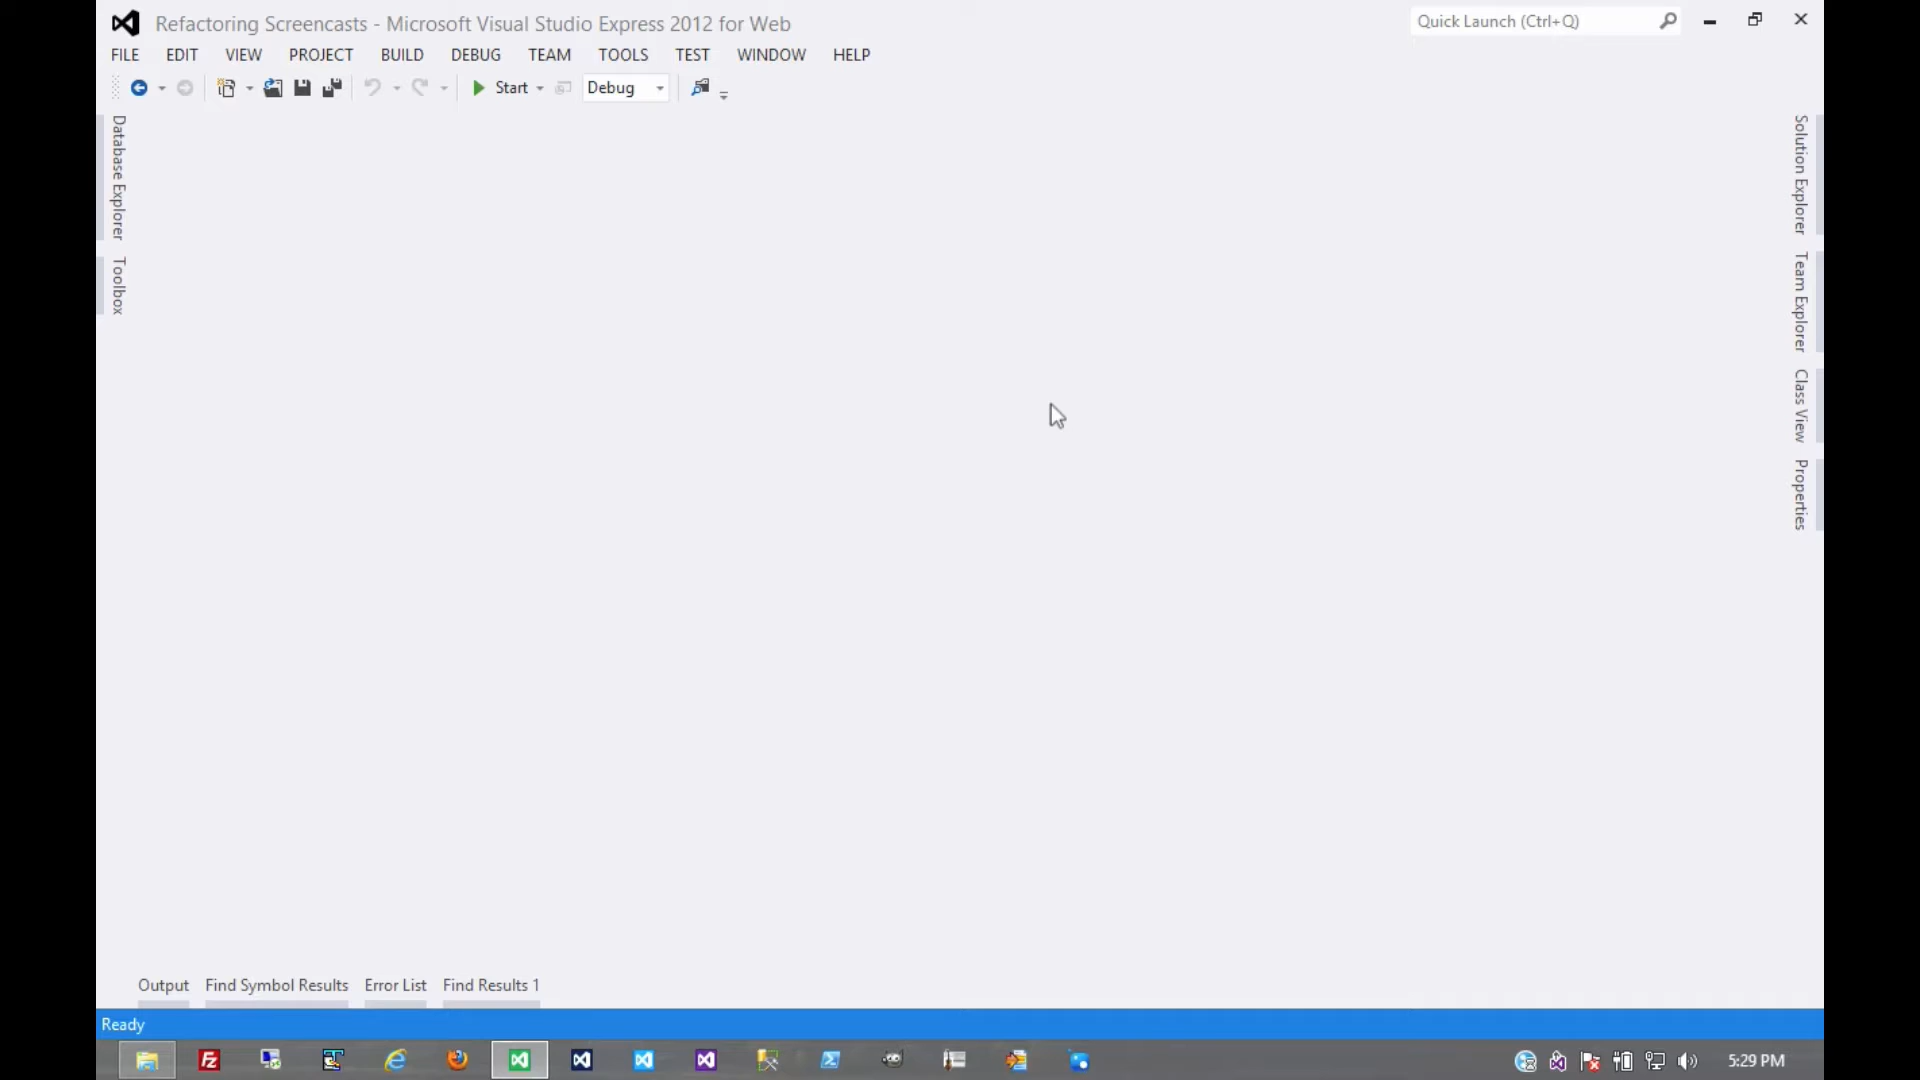 Refactoring Screencasts - Microsoft Visual Studio Express 2012 for Web
Quick Launch (Ctrl+Q)
FILE EDIT VIEW PROJECT BUILD DEBUG TEAM TOOLS TEST WINDOW HELP
Start Debug
Database Explorer
Toolbox
Solution Explorer
Team Explorer
Class View
Properties
Output Find Symbol Results Error List Find Results 1
Ready
Fz
5:29 PM